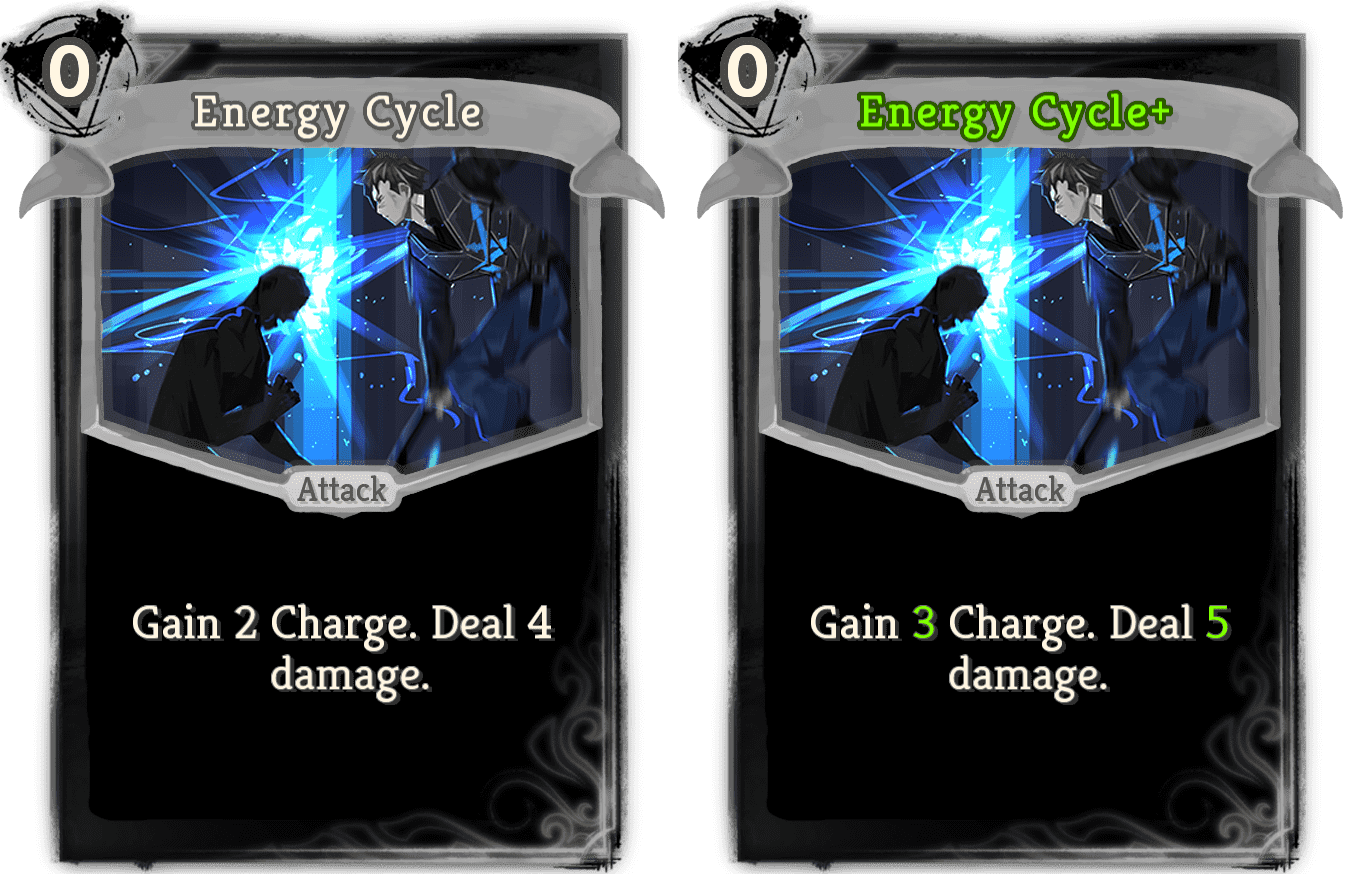 0
Energy Cycle
Attack
Gain 2 Charge. Deal 4
damage.
0
Energy Cycle+
Attack
Gain 3 Charge. Deal 5
damage.